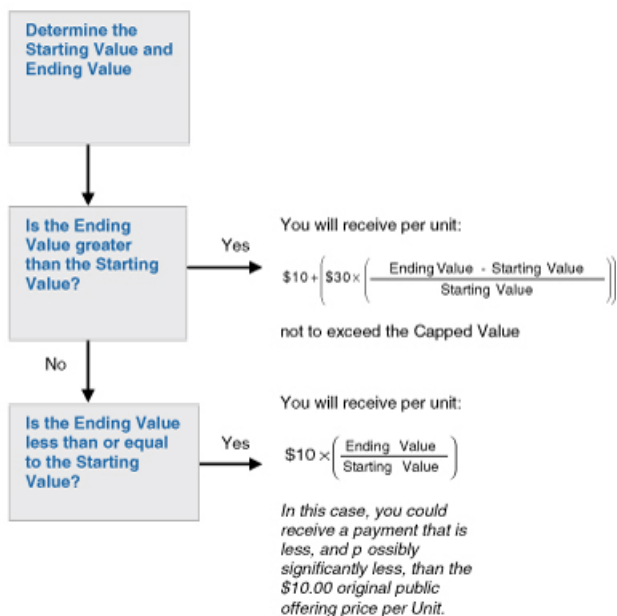 Determine the
Starting Value and
Ending Value
Is the Ending
Value greater
than the Starting
Value?
Yes
You will receive per unit:
$10+($30×(Ending Value - Starting Value
Starting Value))
not to exceed the Capped Value
No
Is the Ending Value
less than or equal
to the Starting
Value?
Yes
You will receive per unit:
$10×(Ending Value
Starting Value)
In this case, you could
receive a payment that is
less, and p ossibly
significantly less, than the
$10.00 original public
offering price per Unit.